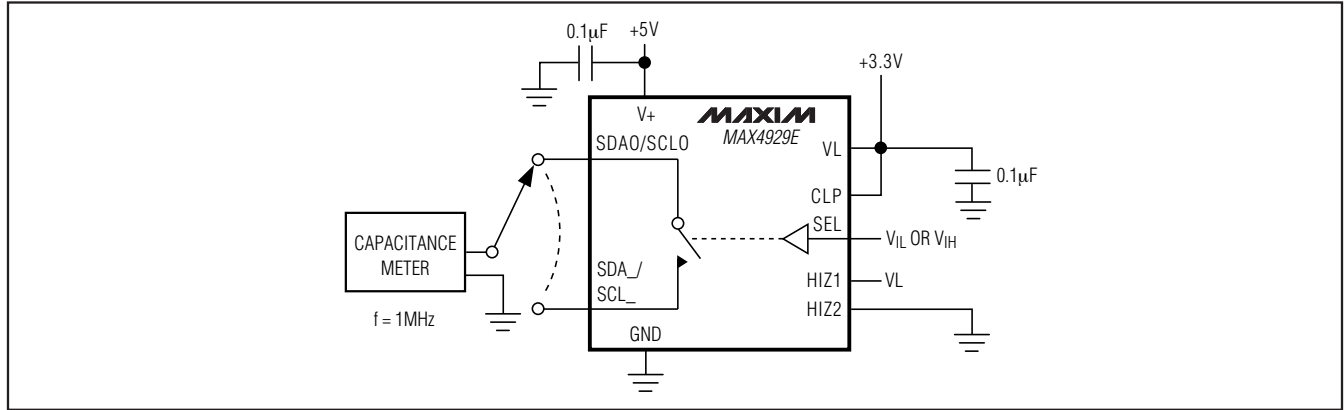 0.1µF
+5V
+3.3V
V+
MAXIM
MAX4929E
SDA0/SCL0
VL
0.1µF
CLP
SEL
VIL OR VIH
CAPACITANCE
METER
SDA_/
SCL_
HIZ1
VL
HIZ2
f = 1MHz
GND